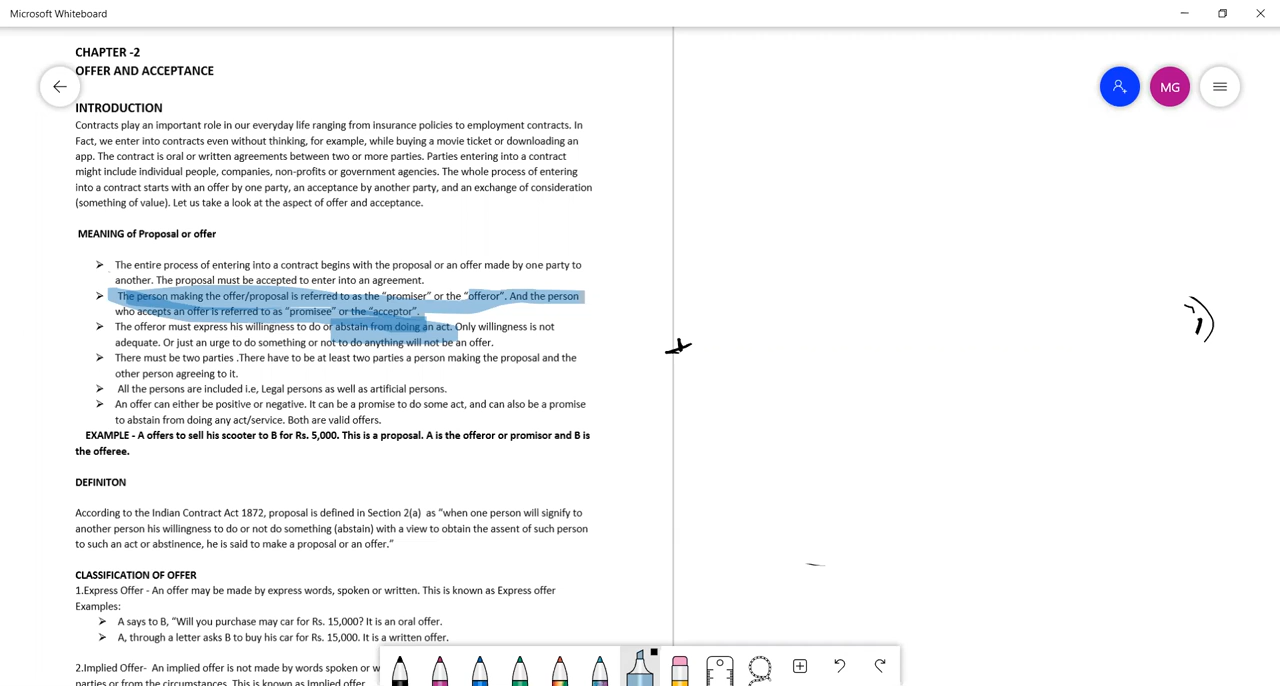 Microsoft Whiteboard
CHAPTER -2
OFFER AND ACCEPTANCE
MG
INTRODUCTION
Contracts play an important role in our everyday life ranging from insurance policies to employment contracts. In
Fact, we enter into contracts even without thinking, for example, while buying a movie ticket or downloading an
app. The contract is oral or written agreements between two or more parties. Parties entering into a contract
might include individual people, companies, non-profits or government agencies. The whole process of entering
into a contract starts with an offer by one party, an acceptance by another party, and an exchange of consideration
(something of value). Let us take a look at the aspect of offer and acceptance.
MEANING of Proposal or offer
➢ The entire process of entering into a contract begins with the proposal or an offer made by one party to
another. The proposal must be accepted to enter into an agreement.
➢ The person making the offer/proposal is referred to as the “promiser” or the “offeror”. And the person
who accepts an offer is referred to as “promisee” or the “acceptor”.
➢ The offeror must express his willingness to do or abstain from doing an act. Only willingness is not
adequate. Or just an urge to do something or not to do anything will not be an offer.
➢ There must be two parties .There have to be at least two parties a person making the proposal and the
other person agreeing to it.
➢ All the persons are included i.e, Legal persons as well as artificial persons.
➢ An offer can either be positive or negative. It can be a promise to do some act, and can also be a promise
to abstain from doing any act/service. Both are valid offers.
EXAMPLE - A offers to sell his scooter to B for Rs. 5,000. This is a proposal. A is the offeror or promisor and B is
the offeree.
DEFINITON
According to the Indian Contract Act 1872, proposal is defined in Section 2(a) as “when one person will signify to
another person his willingness to do or not do something (abstain) with a view to obtain the assent of such person
to such an act or abstinence, he is said to make a proposal or an offer.”
CLASSIFICATION OF OFFER
1.Express Offer - An offer may be made by express words, spoken or written. This is known as Express offer
Examples:
➢ A says to B, “Will you purchase may car for Rs. 15,000? It is an oral offer.
➢ A, through a letter asks B to buy his car for Rs. 15,000. It is a written offer.
2.Implied Offer- An implied offer is not made by words spoken or w
parties or from the circumstances. This is known as Implied offer